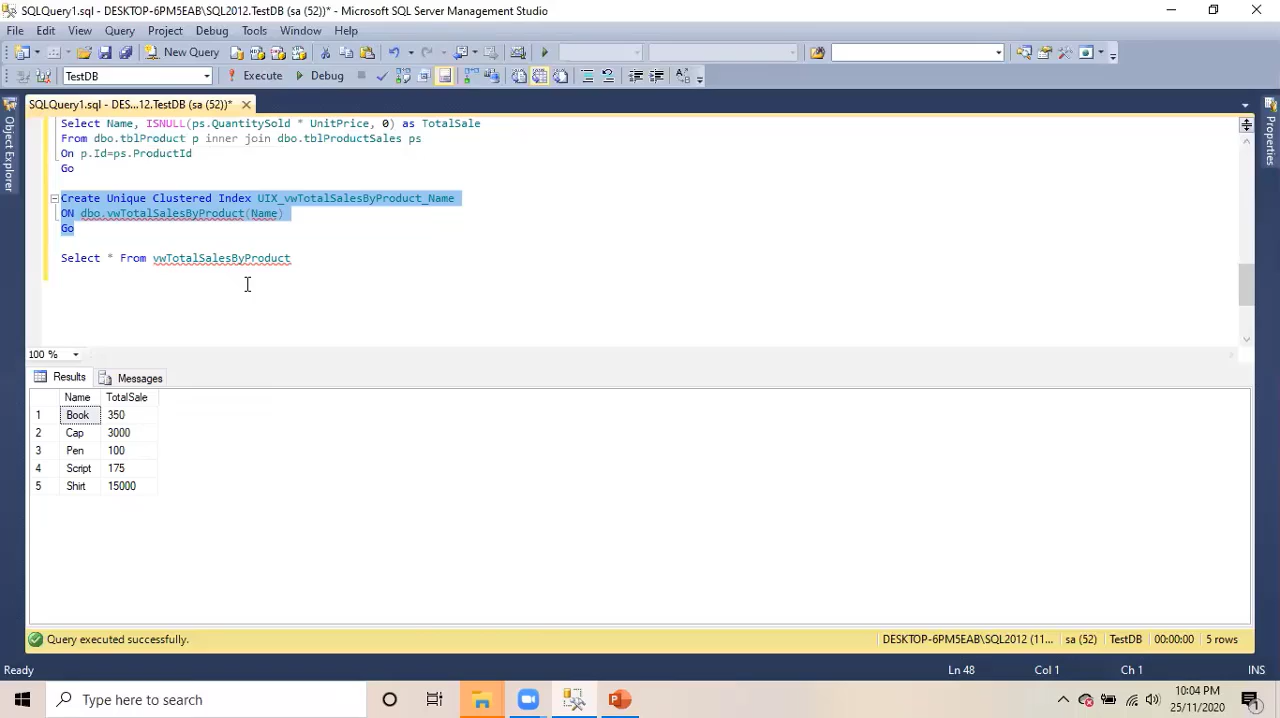 SQLQuery1.sql - DESKTOP-6PM5EAB\SQL2012.TestDB (sa (52))* - Microsoft SQL Server Management Studio
File Edit View Query Project Debug Tools Window Help
New Query
TestDB Execute Debug
SQLQuery1.sql - DES...12.TestDB (sa (52))*
Object Explorer
Properties
Select Name, ISNULL(ps.QuantitySold * UnitPrice, 0) as TotalSale
From dbo.tblProduct p inner join dbo.tblProductSales ps
On p.Id=ps.ProductId
Go
Create Unique Clustered Index UIX_vwTotalSalesByProduct_Name
ON dbo.vwTotalSalesByProduct(Name)
Go
Select * From vwTotalSalesByProduct
100 %
Results Messages
Name TotalSale
1 Book 350
2 Cap 3000
3 Pen 100
4 Script 175
5 Shirt 15000
Query executed successfully. DESKTOP-6PM5EAB\SQL2012 (11... sa (52) TestDB 00:00:00 5 rows
Ready Ln 48 Col 1 Ch 1 INS
Type here to search
10:04 PM
25/11/2020